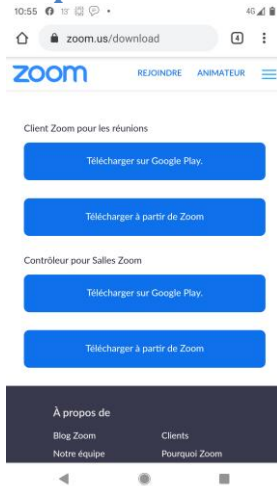 10:55
4G
zoom.us/download
4
zoom REJOINDRE ANIMATEUR
Client Zoom pour les réunions
Télécharger sur Google Play.
Télécharger à partir de Zoom
Contrôleur pour Salles Zoom
Télécharger sur Google Play.
Télécharger à partir de Zoom
À propos de
Blog Zoom Clients
Notre équipe Pourquoi Zoom